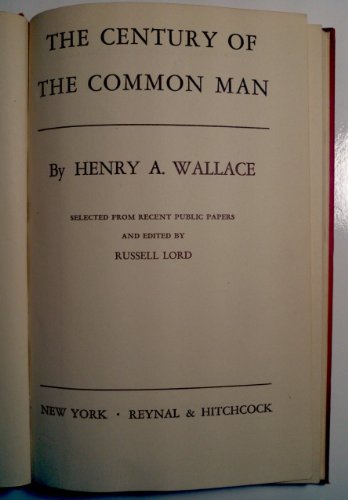 THE CENTURY OF
THE COMMON MAN
By HENRY A. WALLACE
SELECTED FROM RECENT PUBLIC PAPERS
AND EDITED BY
RUSSELL LORD
NEW YORK · REYNAL & HITCHCOCK